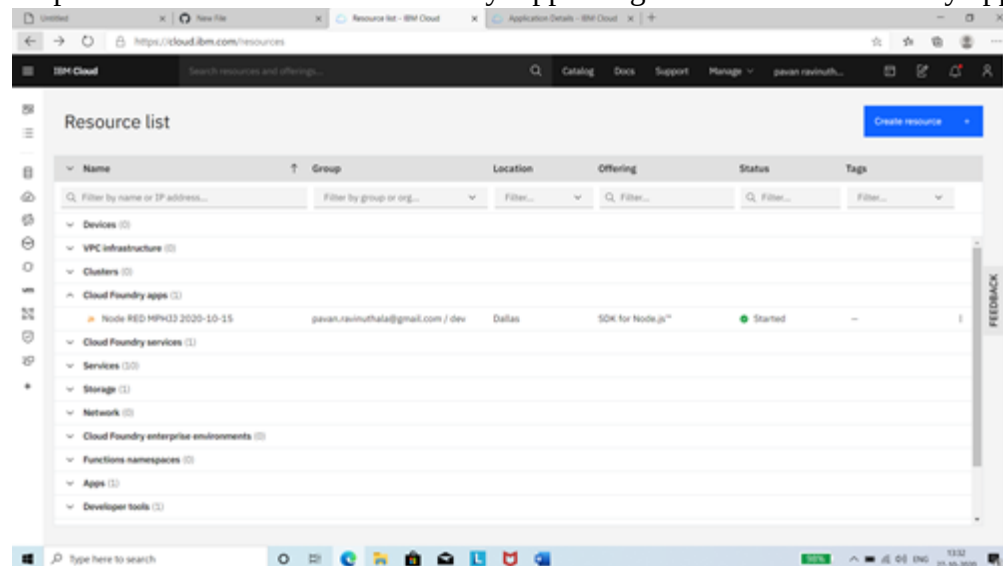 Untitled
New File
Resource list - IBM Cloud
Application Details - IBM Cloud
https://cloud.ibm.com/resources
IBM Cloud
Search resources and offerings...
Catalog Docs Support Manage pavan ravinuth...
Resource list
Create resource +
Name Group Location Offering Status Tags
Filter by name or IP address... Filter by group or org... Filter... Filter... Filter... Filter...
Devices (0)
VPC infrastructure (0)
Clusters (0)
Cloud Foundry apps (1)
Node RED MPHJJ 2020-10-15 pavan.ravinuthala@gmail.com / dev Dallas SDK for Node.js™ Started –
FEEDBACK
Cloud Foundry services (1)
Services (10)
Storage (1)
Network (0)
Cloud Foundry enterprise environments (0)
Functions namespaces (0)
Apps (1)
Developer tools (1)
Type here to search
ENG
13:32